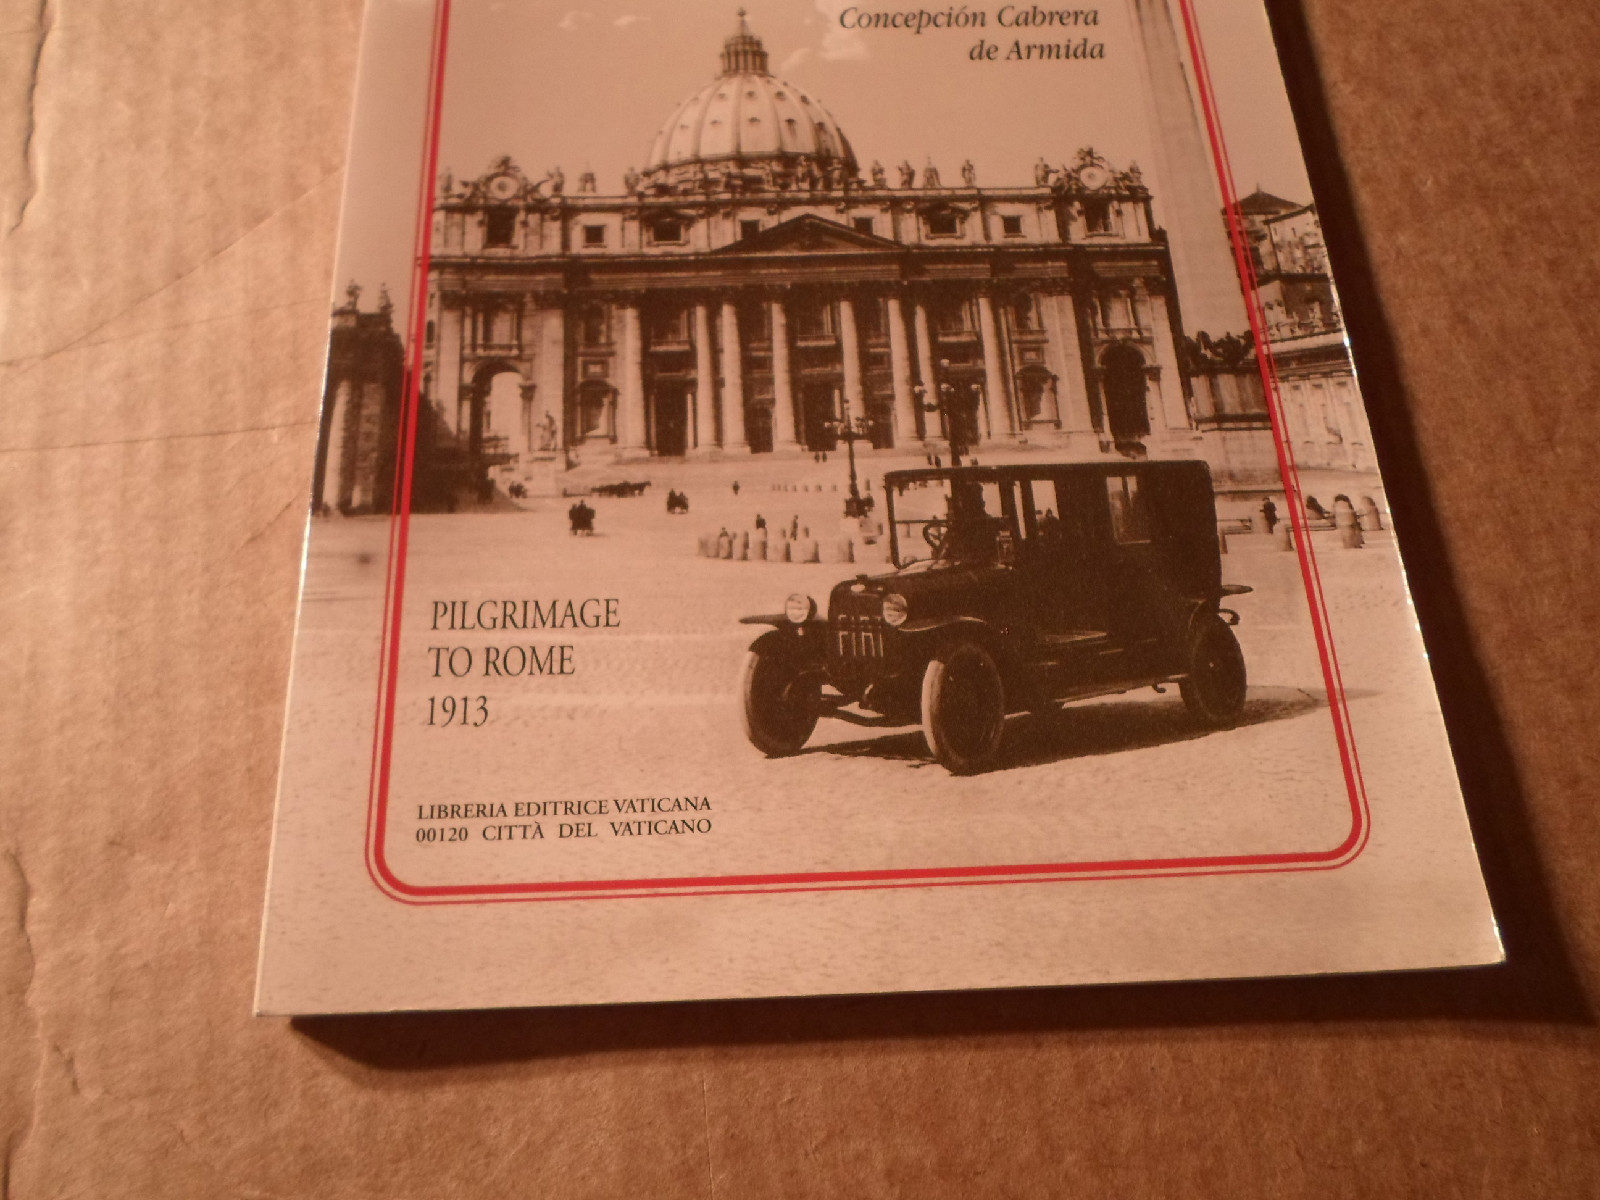 Concepción Cabrera
de Armida
FIAT
PILGRIMAGE
TO ROME
1913
LIBRERIA EDITRICE VATICANA
00120 CITTÀ DEL VATICANO